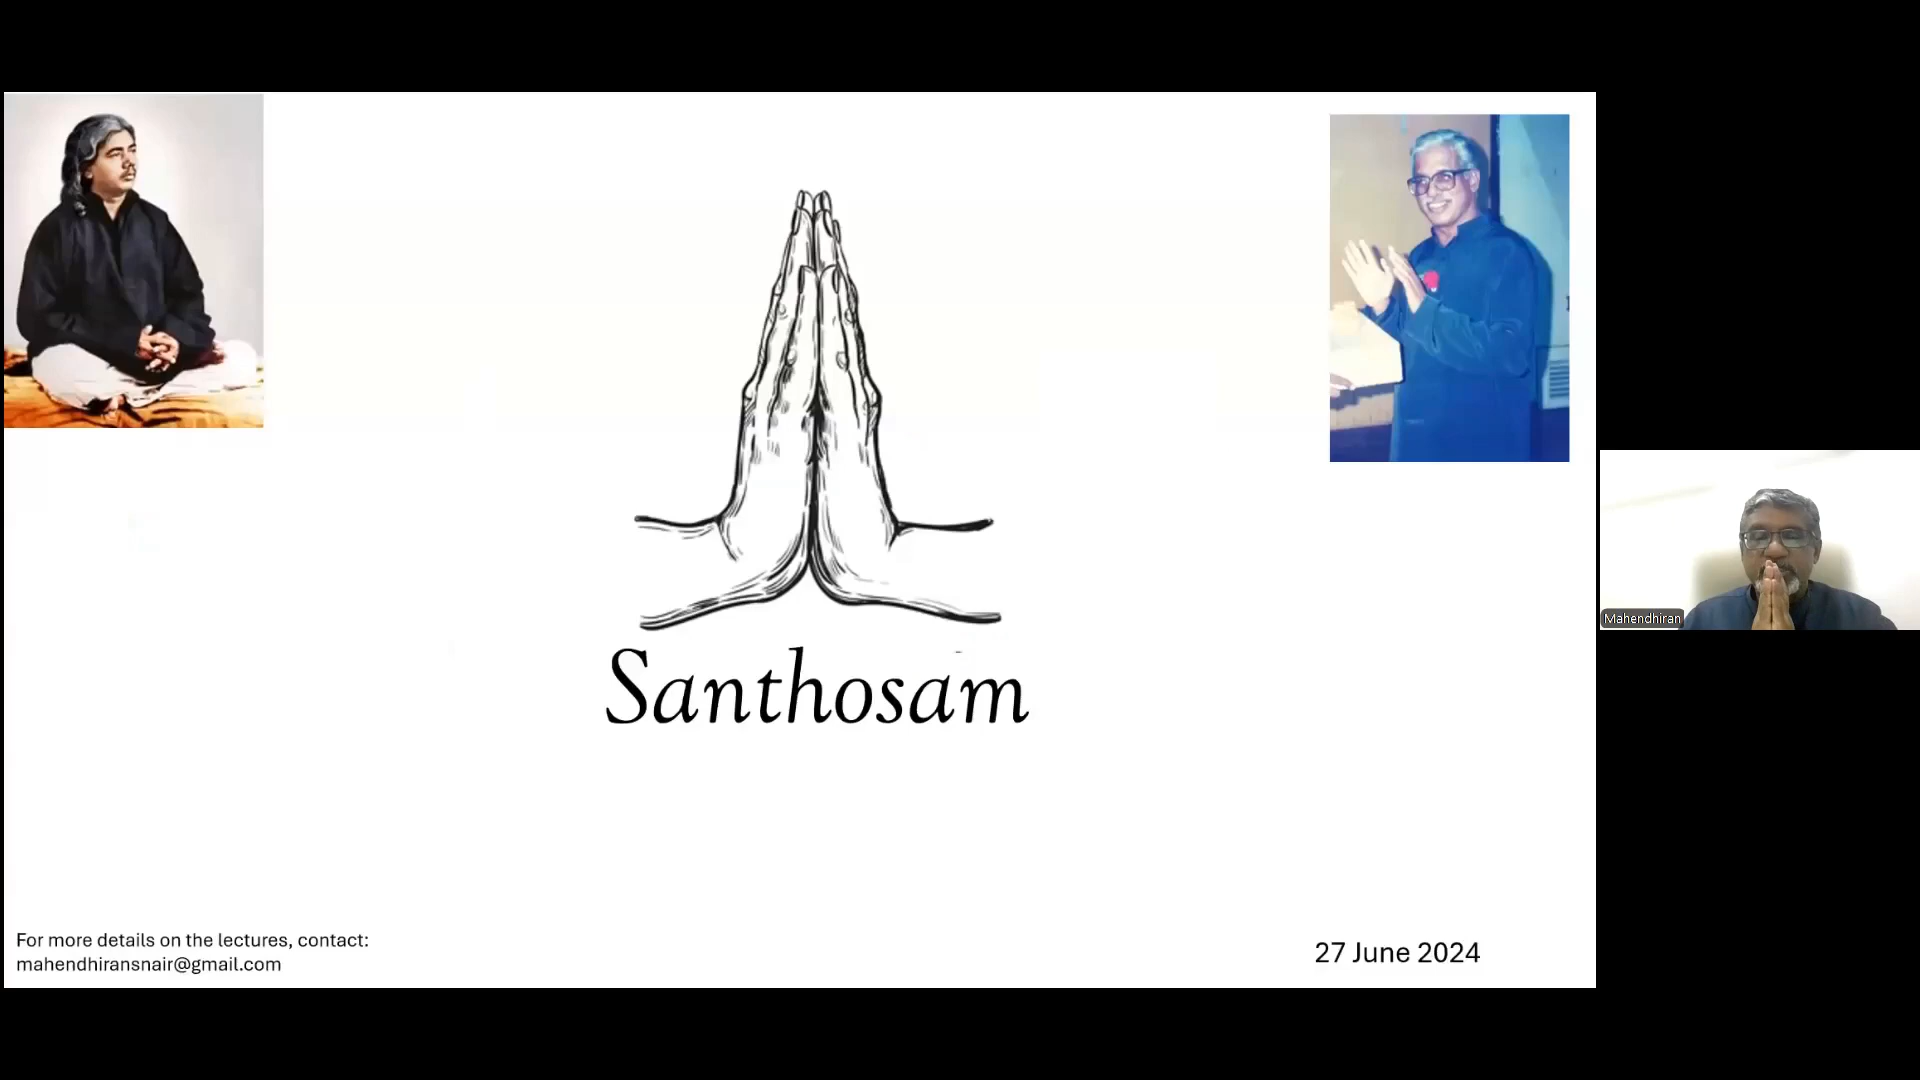 Santhosam
Mahendhiran
For more details on the lectures, contact:
mahendhiransnair@gmail.com
27 June 2024